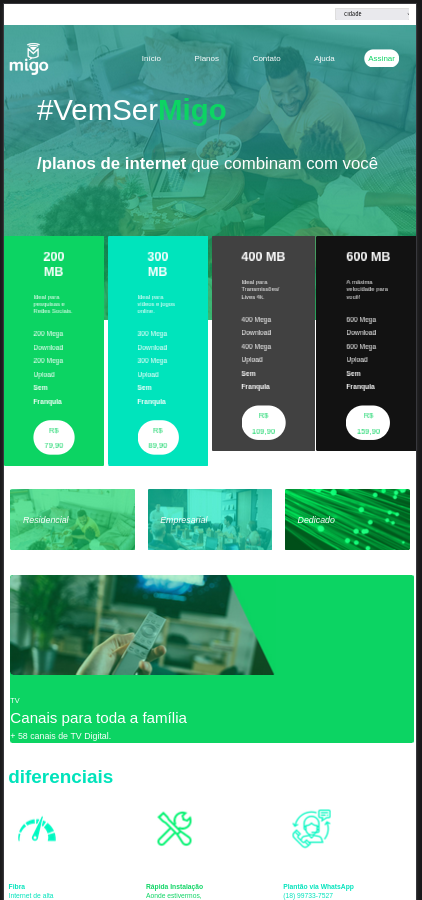 cidade
migo
Início
Planos
Contato
Ajuda
Assinar
#VemSerMigo
/planos de internet que combinam com você
200
MB
Ideal para
pesquisas e
Redes Sociais.
200 Mega
Download
200 Mega
Upload
Sem
Franquia
R$
79,90
300
MB
Ideal para
vídeos e jogos
online.
300 Mega
Download
300 Mega
Upload
Sem
Franquia
R$
89,90
400 MB
Ideal para
Transmissões/
Lives 4k.
400 Mega
Download
400 Mega
Upload
Sem
Franquia
R$
109,90
600 MB
A máxima
velocidade para
você!
600 Mega
Download
600 Mega
Upload
Sem
Franquia
R$
159,90
Residencial
Empresarial
Dedicado
TV
Canais para toda a família
+ 58 canais de TV Digital.
diferenciais
Fibra
Internet de alta
Rápida Instalação
Aonde estivermos,
Plantão via WhatsApp
(18) 99733-7527